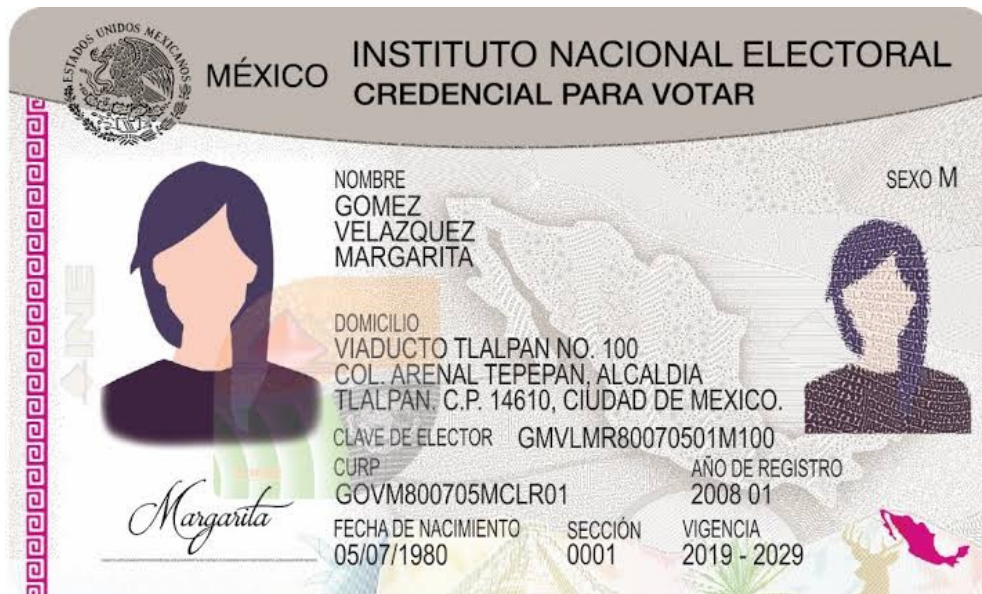 ESTADOS UNIDOS MEXICANOS
MÉXICO
INSTITUTO NACIONAL ELECTORAL
CREDENCIAL PARA VOTAR
NOMBRE
SEXO M
GOMEZ
VELAZQUEZ
MARGARITA
DOMICILIO
VIADUCTO TLALPAN NO. 100
COL. ARENAL TEPEPAN, ALCALDIA
TLALPAN, C.P. 14610, CIUDAD DE MEXICO.
CLAVE DE ELECTOR GMVLMR80070501M100
CURP AÑO DE REGISTRO
GOVM800705MCLR01 2008 01
FECHA DE NACIMIENTO SECCIÓN VIGENCIA
05/07/1980 0001 2019 - 2029
INE
Margarita